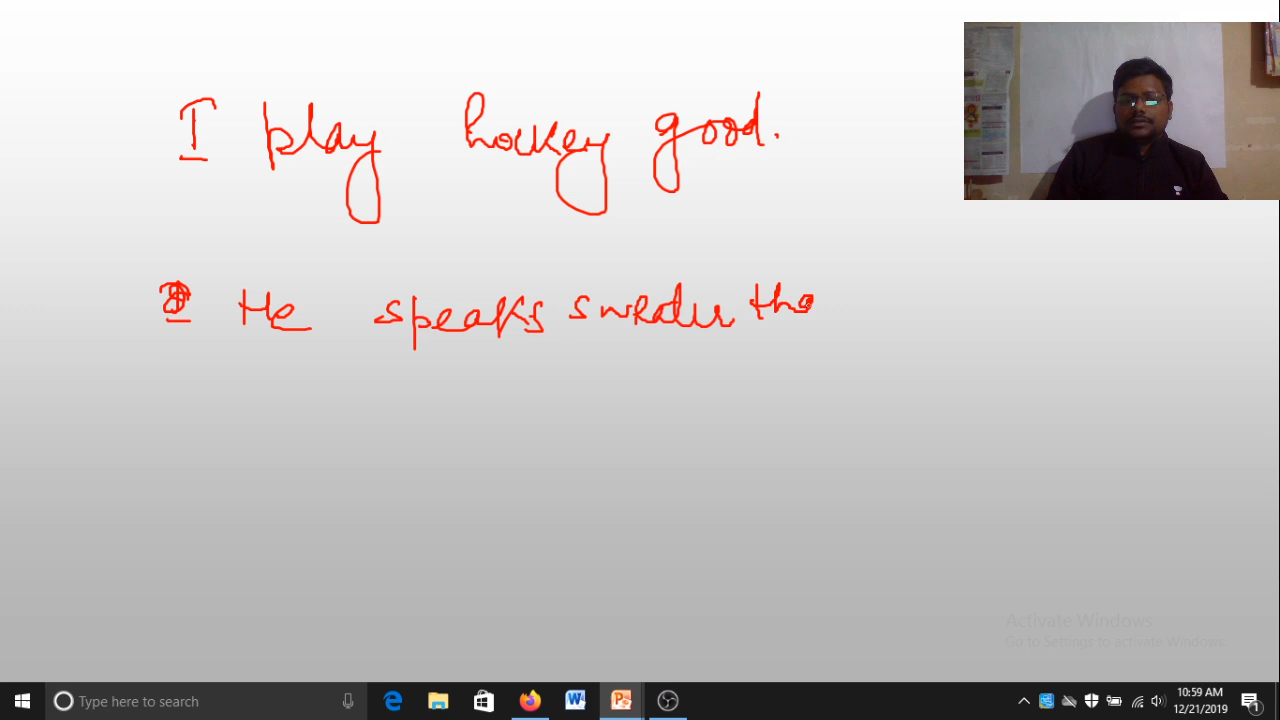 I play hockey good.
He speaks sweeter tha
Activate Windows
Go to Settings to activate Windows.
Type here to search
10:59 AM
12/21/2019